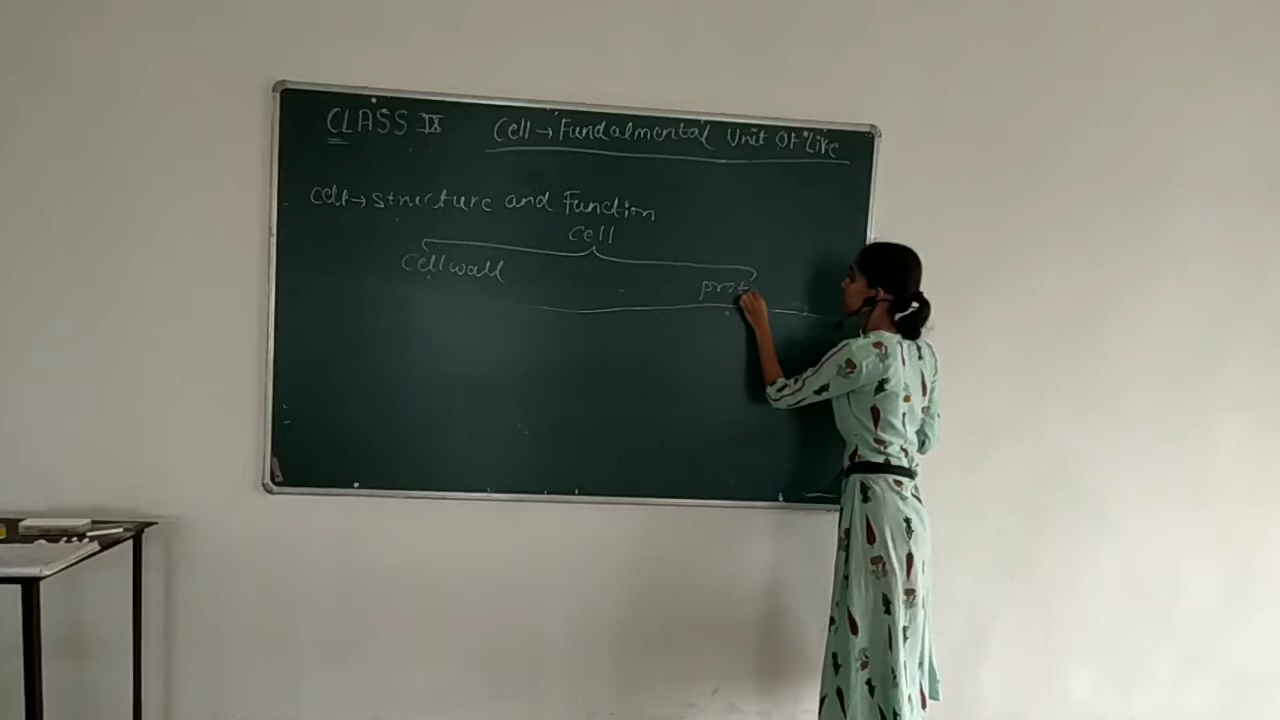 CLASS IX
Cell → Fundalmental Unit Of Life
Cell → structure and Function
Cell
Cell wall
prot